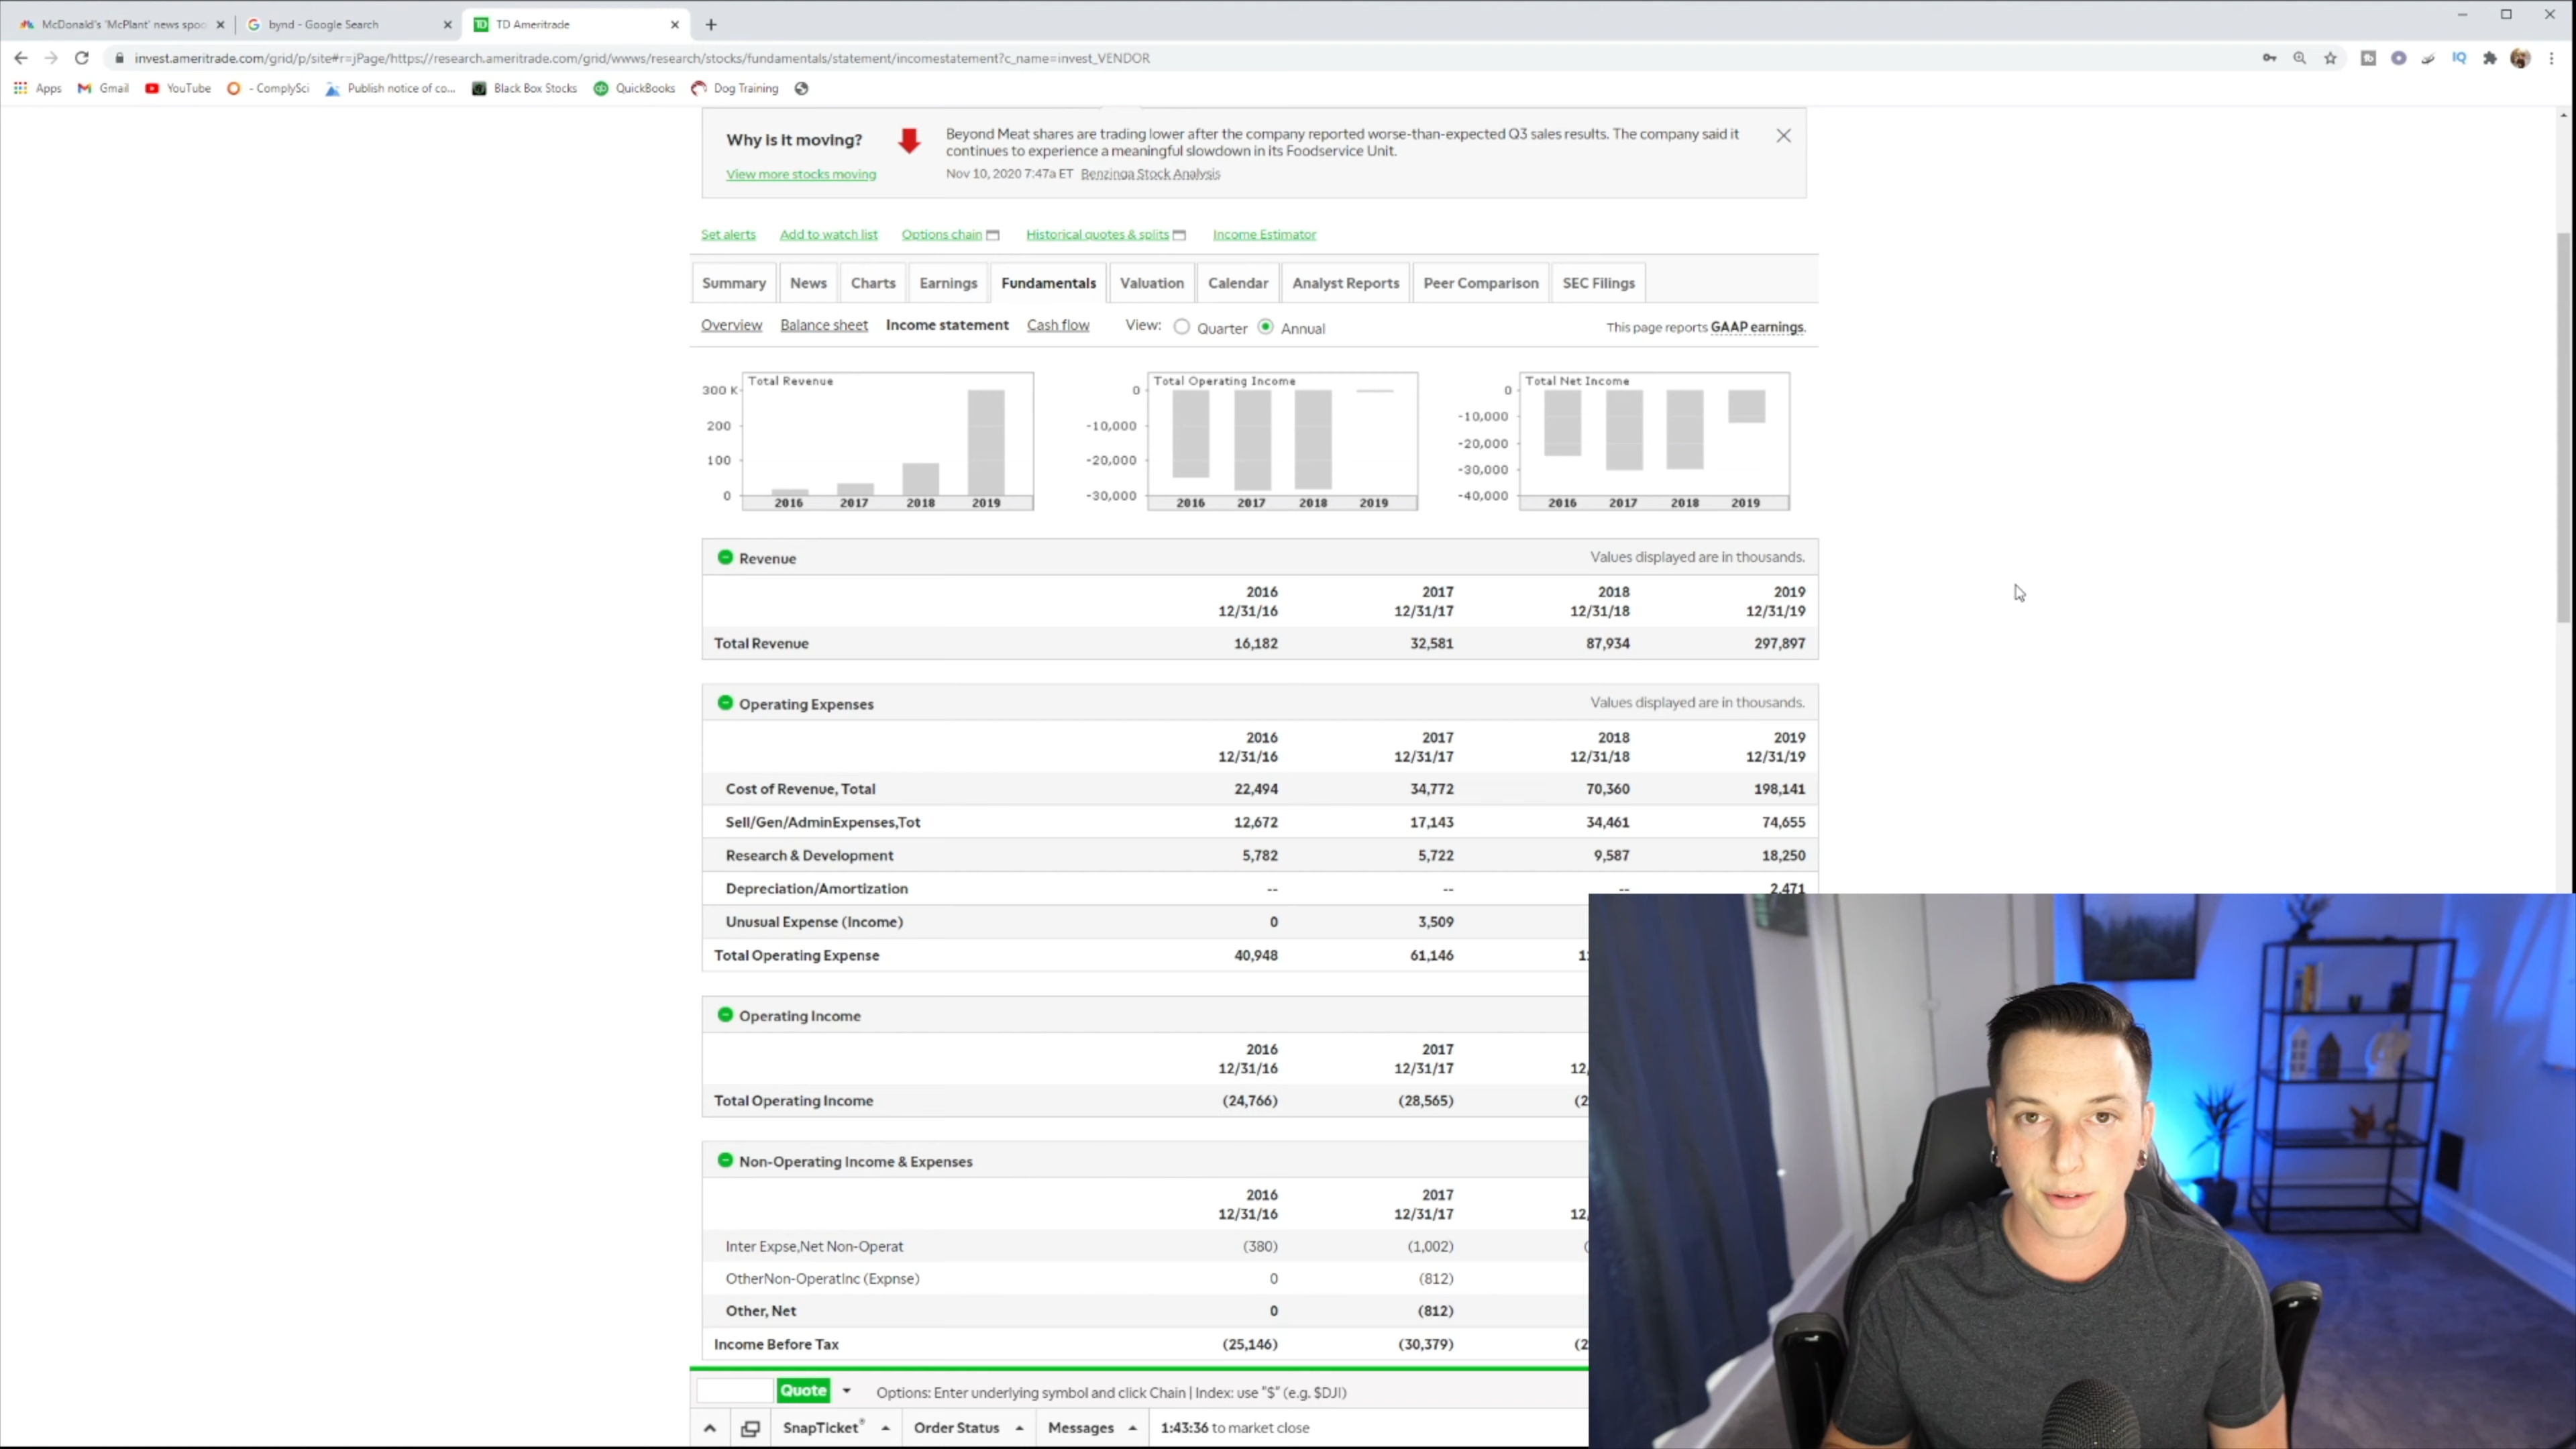 McDonald's 'McPlant' news spoo
bynd - Google Search
TD Ameritrade
invest.ameritrade.com/grid/p/site#r=jPage/https://research.ameritrade.com/grid/wwws/research/stocks/fundamentals/statement/incomestatement?c_name=invest_VENDOR
Apps Gmail YouTube - ComplySci Publish notice of co... Black Box Stocks QuickBooks Dog Training
Why is it moving?
View more stocks moving
Beyond Meat shares are trading lower after the company reported worse-than-expected Q3 sales results. The company said it
continues to experience a meaningful slowdown in its Foodservice Unit.
Nov 10, 2020 7:47a ET Benzinga Stock Analysis
Set alerts Add to watch list Options chain Historical quotes & splits Income Estimator
Summary News Charts Earnings Fundamentals Valuation Calendar Analyst Reports Peer Comparison SEC Filings
Overview Balance sheet Income statement Cash flow View: Quarter Annual This page reports GAAP earnings.
Total Revenue
300 K
200
100
0
2016 2017 2018 2019
Total Operating Income
0
-10,000
-20,000
-30,000
2016 2017 2018 2019
Total Net Income
0
-10,000
-20,000
-30,000
-40,000
2016 2017 2018 2019
Revenue Values displayed are in thousands.
2016 2017 2018 2019
12/31/16 12/31/17 12/31/18 12/31/19
Total Revenue 16,182 32,581 87,934 297,897
Operating Expenses Values displayed are in thousands.
2016 2017 2018 2019
12/31/16 12/31/17 12/31/18 12/31/19
Cost of Revenue, Total 22,494 34,772 70,360 198,141
Sell/Gen/AdminExpenses,Tot 12,672 17,143 34,461 74,655
Research & Development 5,782 5,722 9,587 18,250
Depreciation/Amortization -- -- -- 2,471
Unusual Expense (Income) 0 3,509
Total Operating Expense 40,948 61,146 1
Operating Income
2016 2017
12/31/16 12/31/17 12/
Total Operating Income (24,766) (28,565) (2
Non-Operating Income & Expenses
2016 2017
12/31/16 12/31/17 12/
Inter Expse,Net Non-Operat (380) (1,002) (
OtherNon-OperatInc (Expnse) 0 (812)
Other, Net 0 (812)
Income Before Tax (25,146) (30,379) (2
Quote Options: Enter underlying symbol and click Chain | Index: use "$" (e.g. $DJI)
SnapTicket® Order Status Messages 1:43:36 to market close